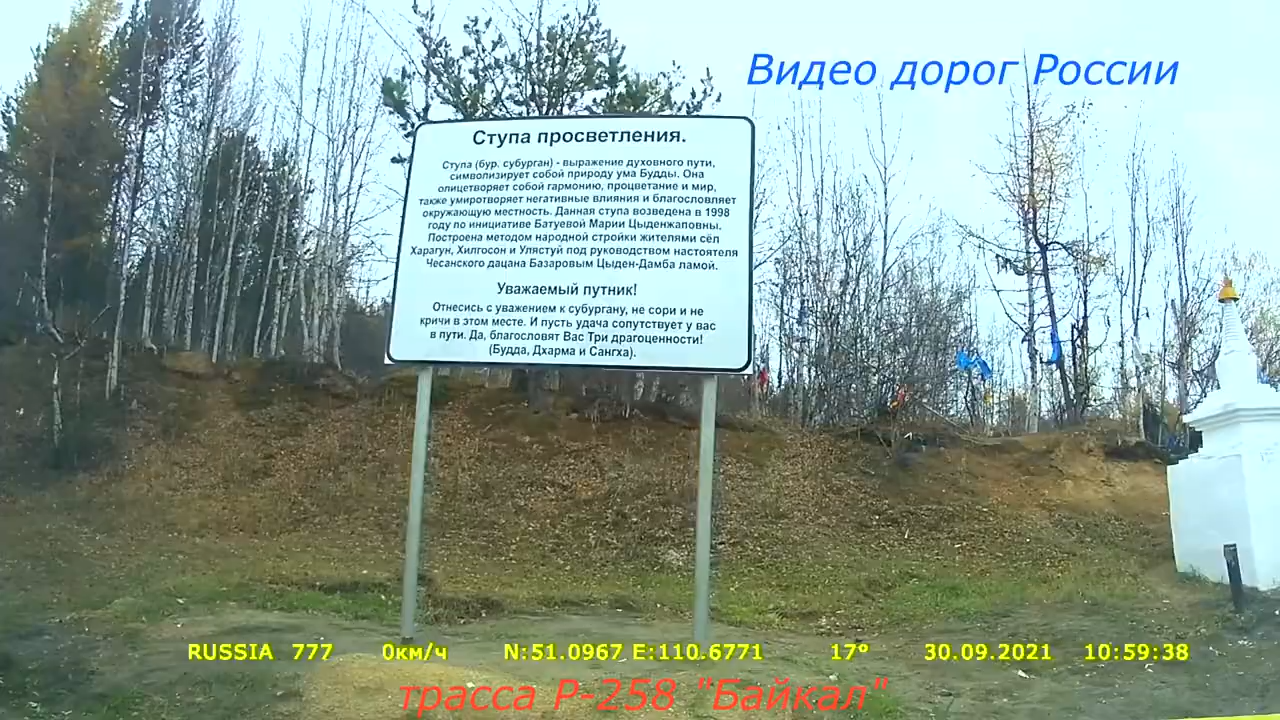 Видео дорог России
Ступа просветления.
Ступа (бур. субурган) - выражение духовного пути,
символизирует собой природу ума Будды. Она
олицетворяет собой гармонию, процветание и мир,
также умиротворяет негативные влияния и благословляет
окружающую местность. Данная ступа возведена в 1998
году по инициативе Батуевой Марии Цыденжаповны.
Построена методом народной стройки жителями сёл
Харагун, Хилгосон и Улястуй под руководством настоятеля
Чесанского дацана Базаровым Цыден-Дамба ламой.
Уважаемый путник!
Отнесись с уважением к субургану, не сори и не
кричи в этом месте. И пусть удача сопутствует у вас
в пути. Да, благословят Вас Три драгоценности!
(Будда, Дхарма и Сангха).
RUSSIA 777 0км/ч N:51.0967 E:110.6771 17° 30.09.2021 10:59:38
трасса Р-258 "Байкал"